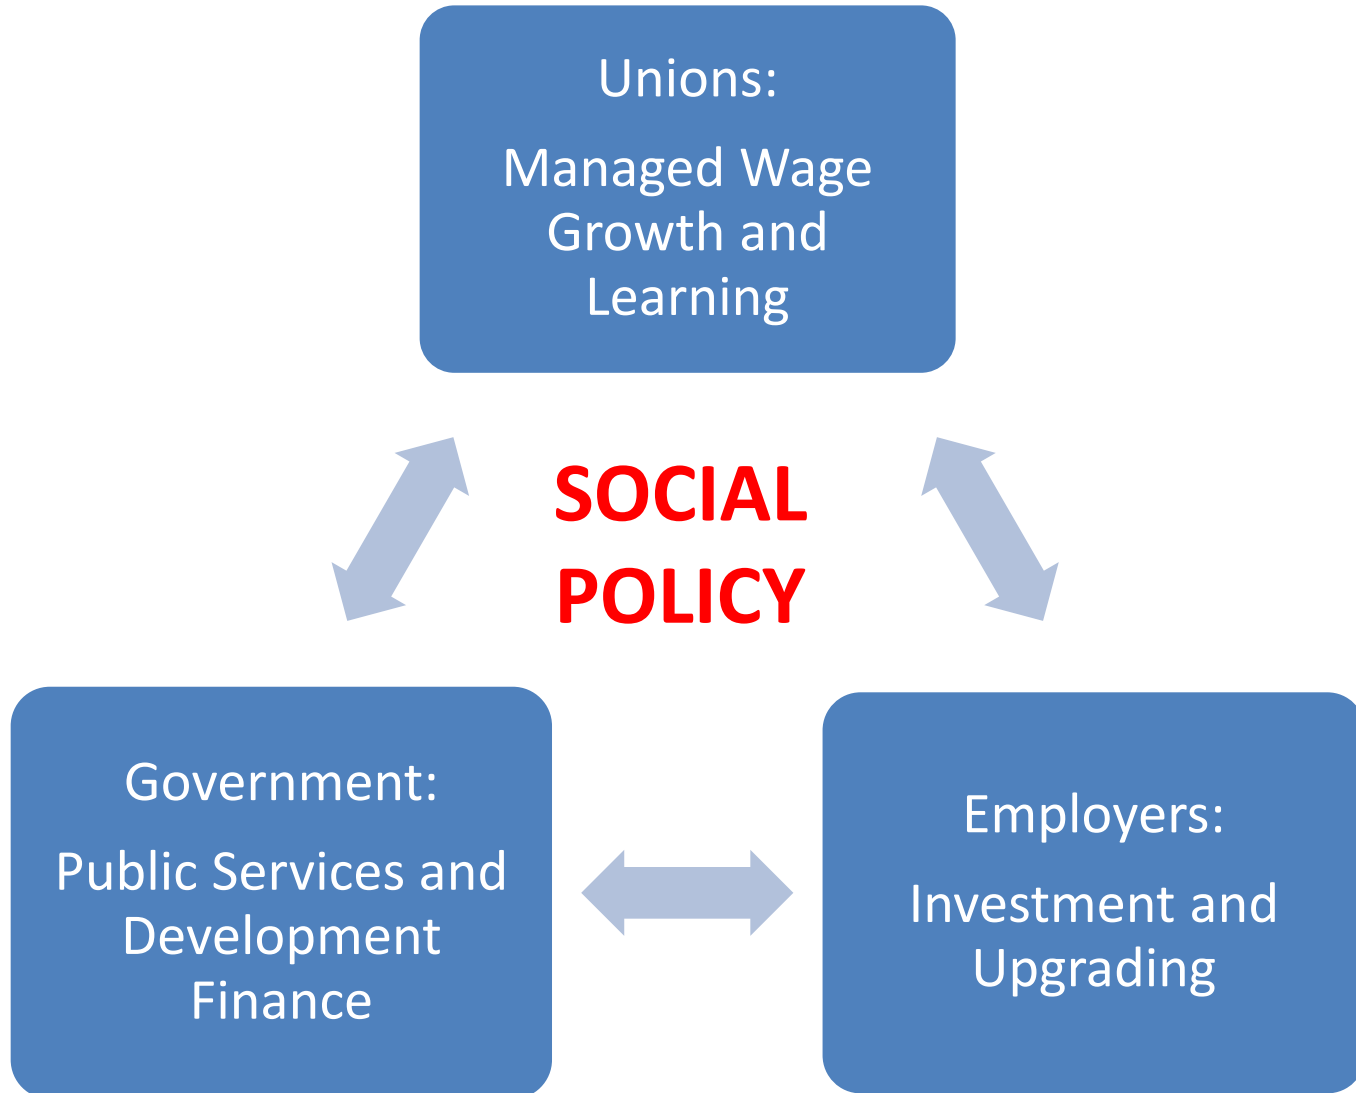 Unions:
Managed Wage
Growth and
Learning
SOCIAL
POLICY
Government:
Public Services and
Development
Finance
Employers:
Investment and
Upgrading